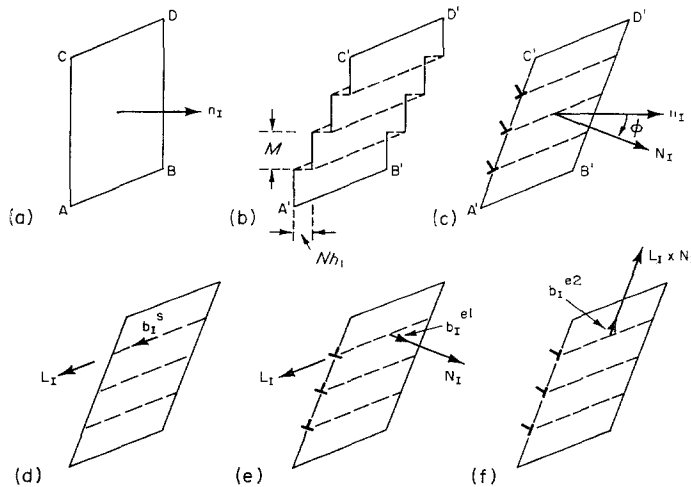 C
D
A
B
n_I
(a)
C'
D'
A'
B'
M
Nh_1
(b)
C'
D'
A'
B'
n_I
ϕ
N_I
(c)
L_I
b_I^s
(d)
L_I
b_I^{el}
N_I
(e)
b_I^{e2}
L_I x N
(f)